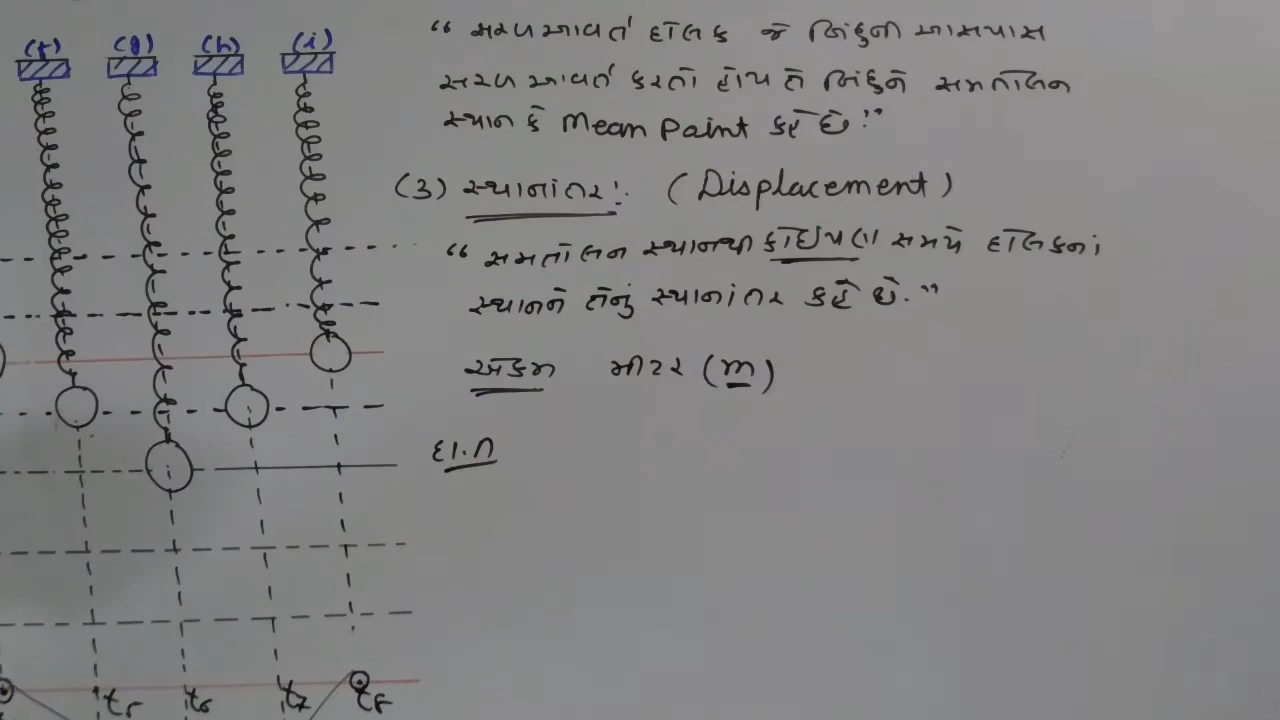 (f) (g) (h) (i)
“ સરળ આવર્ત દોલક જે બિંદુની આસપાસ
સરળ આવર્ત કરતો હોય તે બિંદુને સમતોલન
સ્થાન કે Mean Paint કહે છે."
(3) સ્થાનાંતર: (Displacement)
“ સમતોલન સ્થાનથી કોઈપણ સમયે દોલકનાં
સ્થાનને તેનું સ્થાનાંતર કહે છે.”
એકમ મીટર (m)
દા.ત
t5 t6 t7 t8